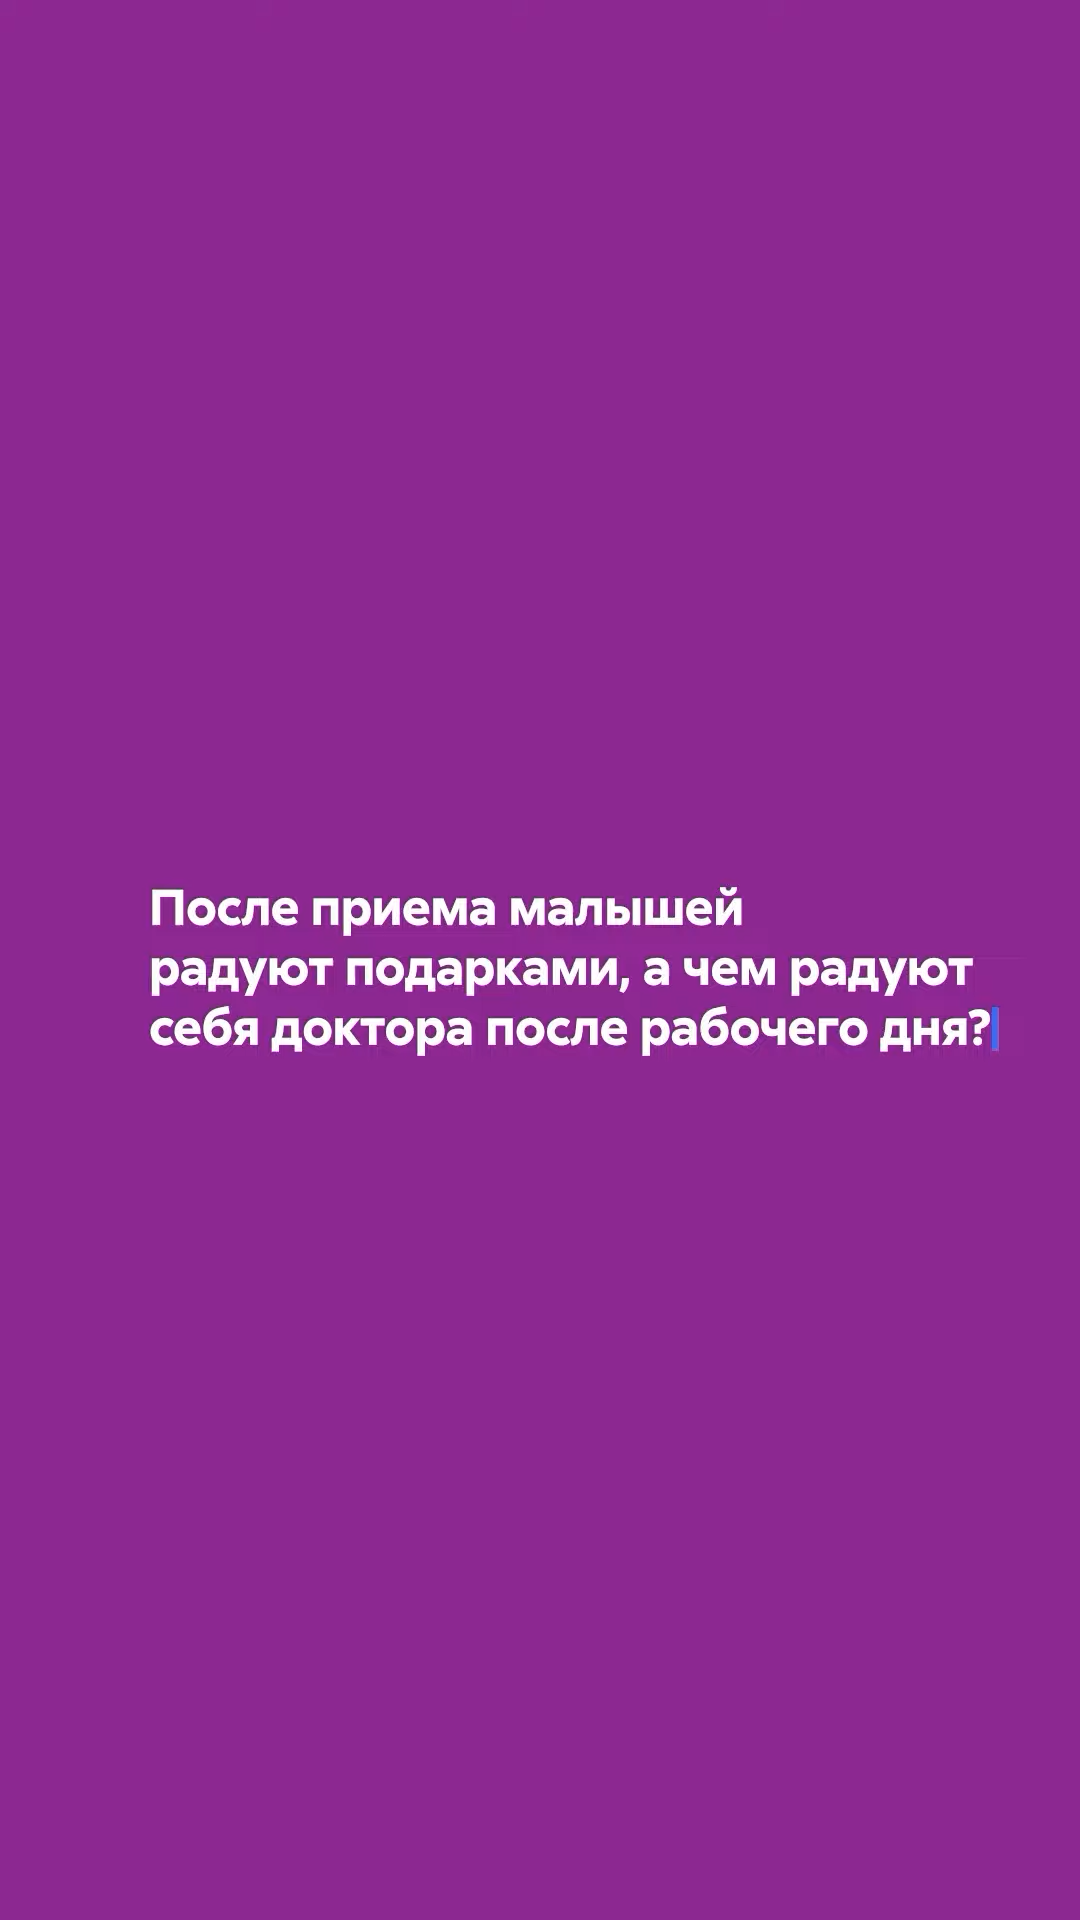 После приема малышей
радуют подарками, а чем радуют
себя доктора после рабочего дня?